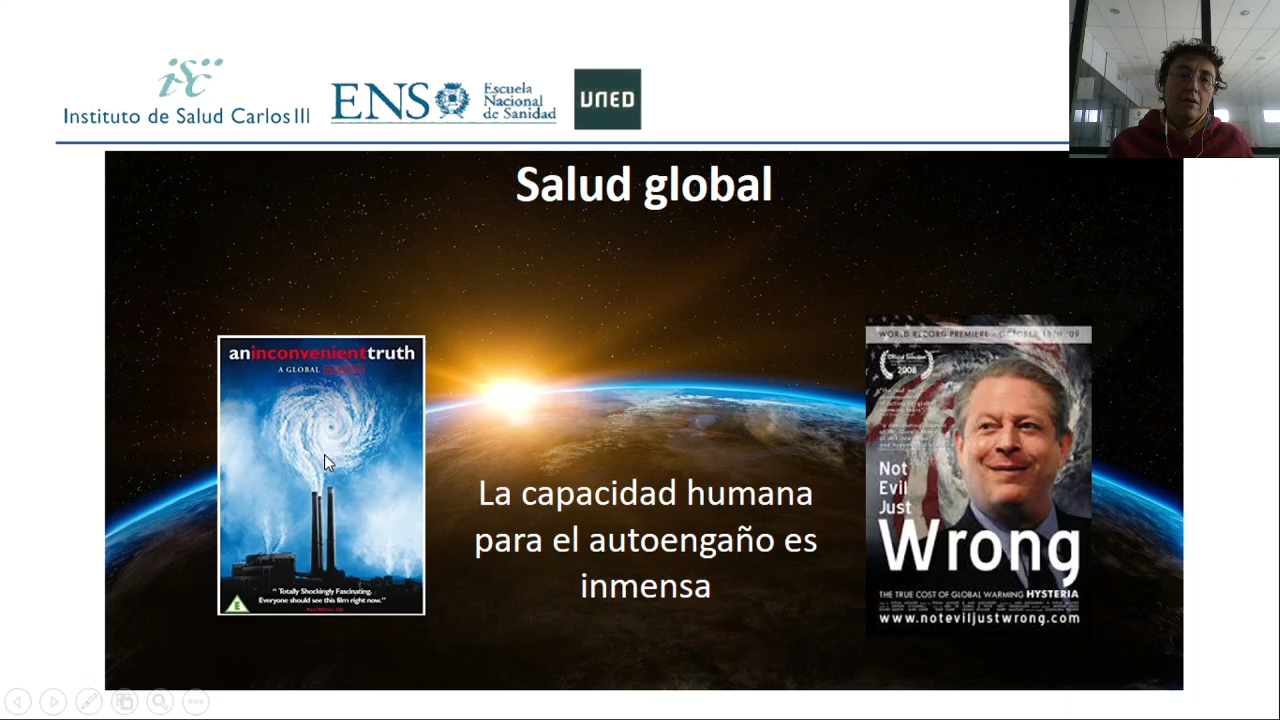 isc
Instituto de Salud Carlos III
ENS
Escuela
Nacional
de Sanidad
UNED
Salud global
aninconvenienttruth
A GLOBAL
" Totally Shockingly Fascinating.
Everyone should see this film right now."
E
La capacidad humana
para el autoengaño es
inmensa
WORLD RECORD PREMIERE - OCTOBER 18TH '09
Official Selection
2008
Not
Evil
Just
Wrong
THE TRUE COST OF GLOBAL WARMING HYSTERIA
www.noteviljustwrong.com